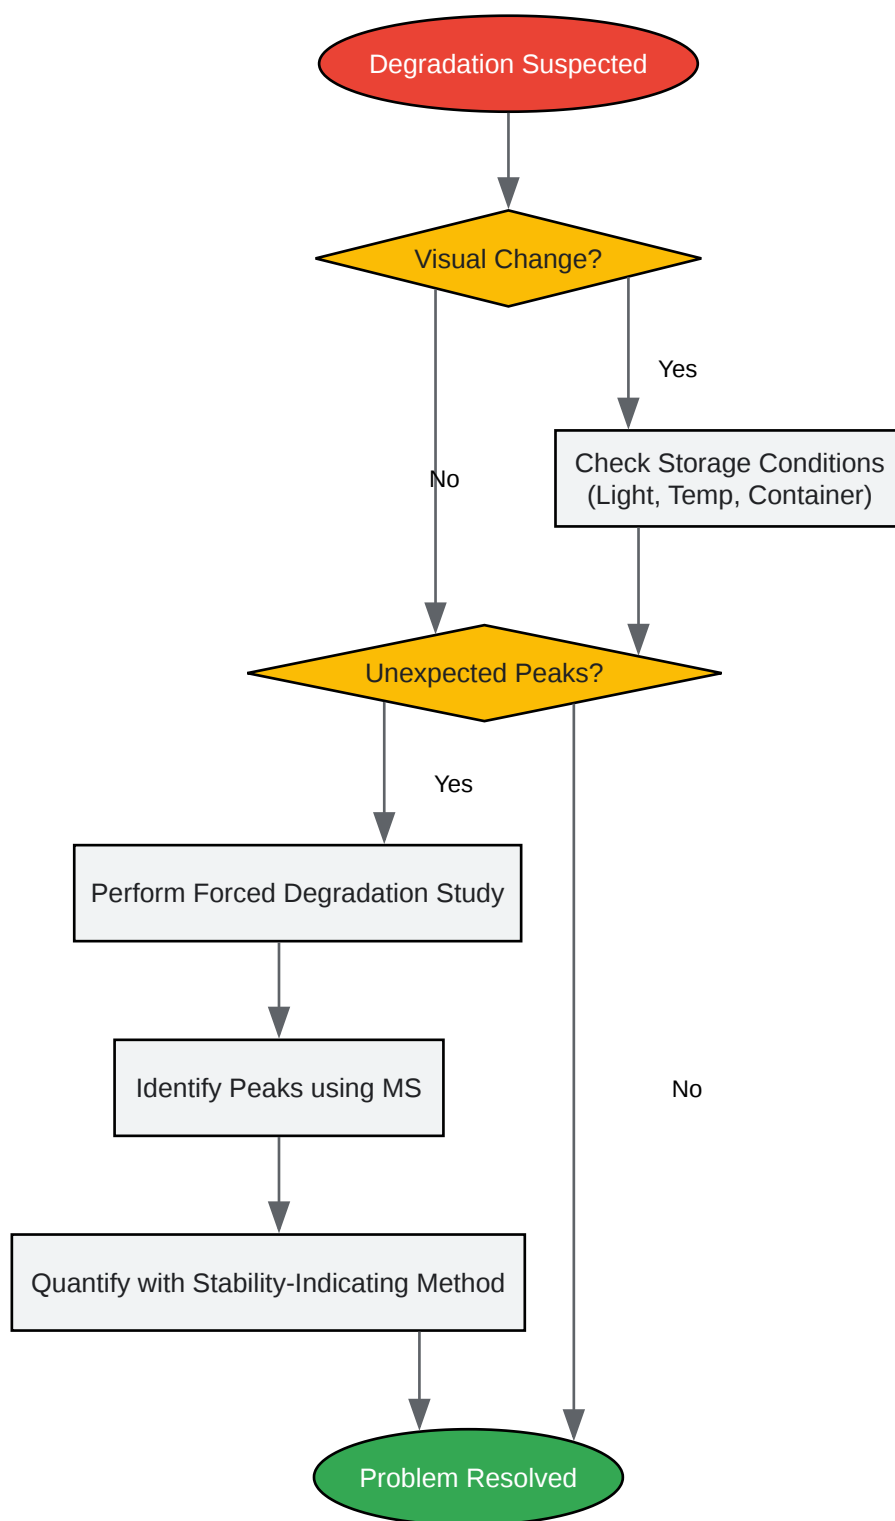 Degradation Suspected
Visual Change?
Yes
Check Storage Conditions
(Light, Temp, Container)
No
Unexpected Peaks?
Yes
Perform Forced Degradation Study
Identify Peaks using MS
No
Quantify with Stability-Indicating Method
Problem Resolved